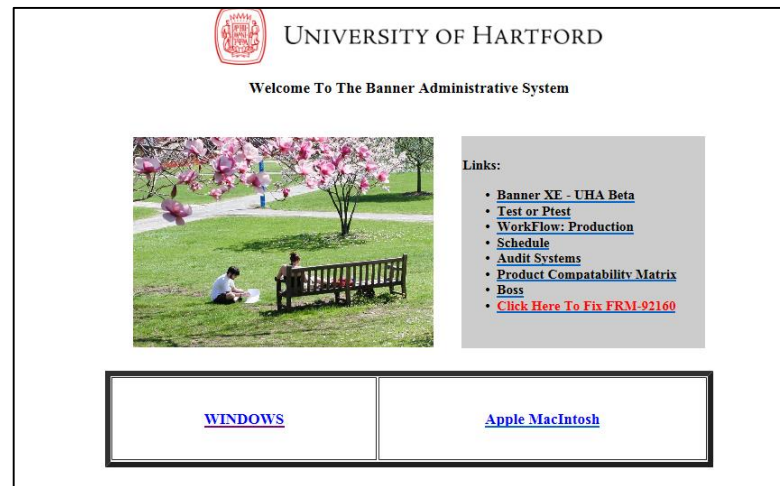 UNIVERSITY OF HARTFORD
Welcome To The Banner Administrative System
Links:
• Banner XE - UHA Beta
• Test or Ptest
• WorkFlow: Production
• Schedule
• Audit Systems
• Product Compatability Matrix
• Boss
• Click Here To Fix FRM-92160
WINDOWS
Apple MacIntosh